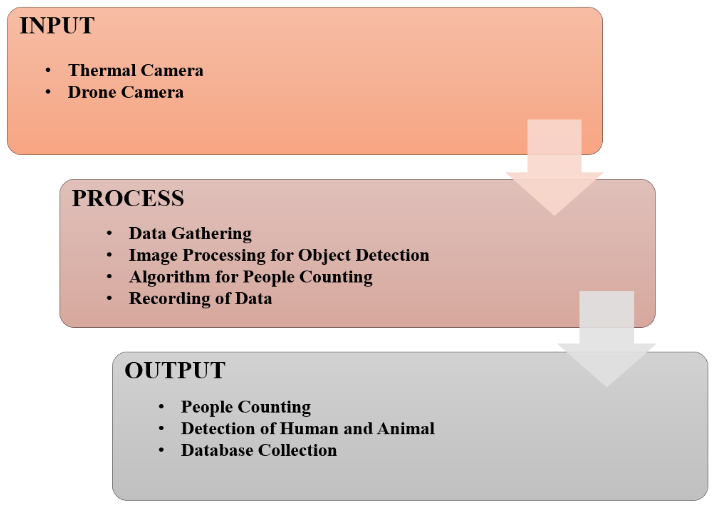 INPUT
• Thermal Camera
• Drone Camera
PROCESS
• Data Gathering
• Image Processing for Object Detection
• Algorithm for People Counting
• Recording of Data
OUTPUT
• People Counting
• Detection of Human and Animal
• Database Collection